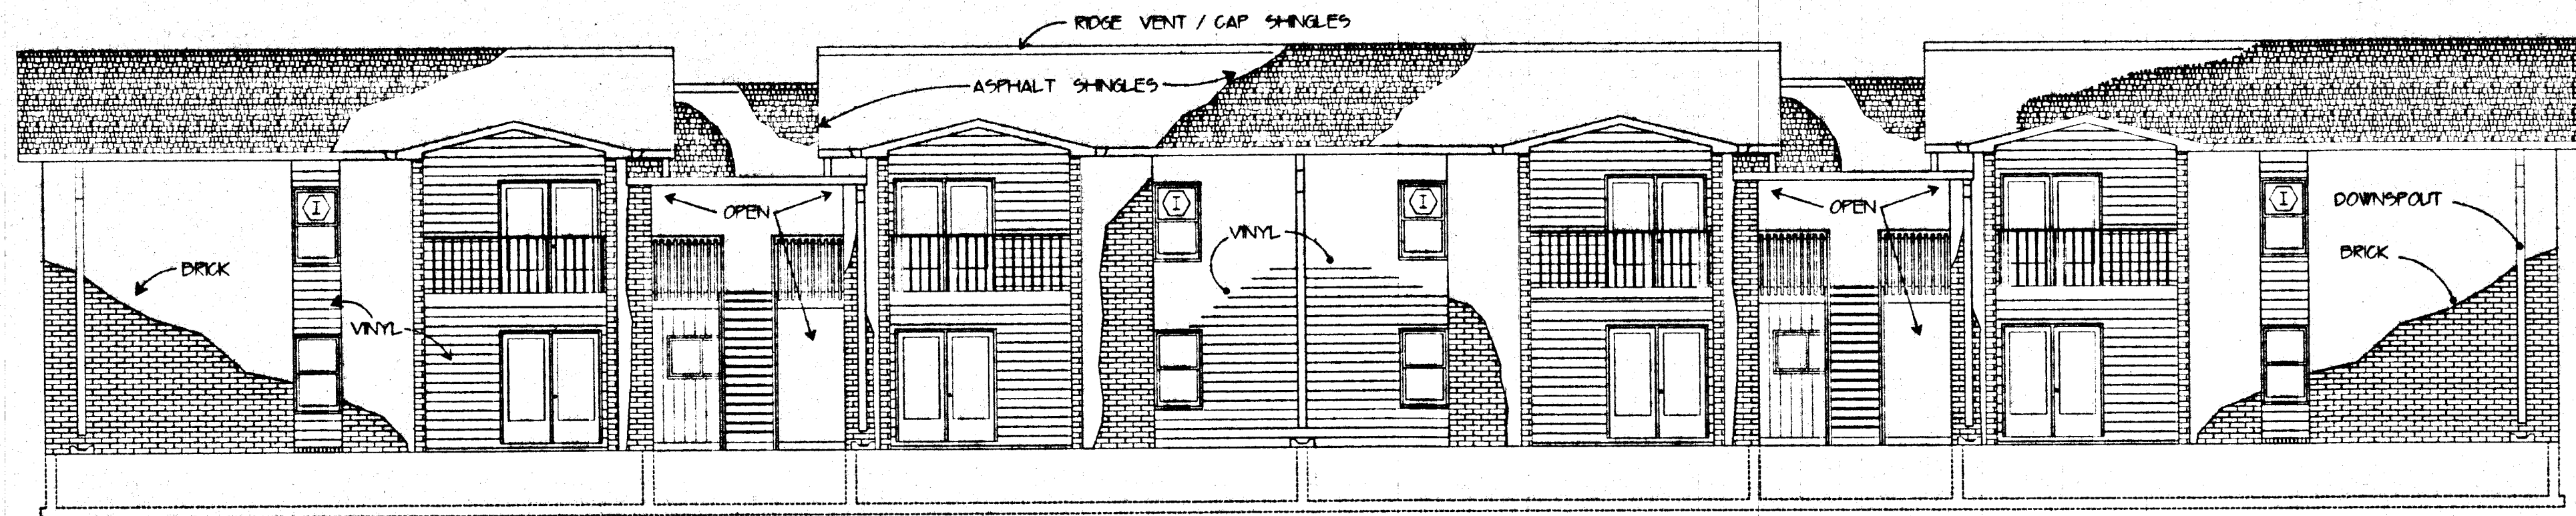 RIDGE VENT / CAP SHINGLES
ASPHALT SHINGLES
I
OPEN
I
I
OPEN
I
DOWNSPOUT
BRICK
VINYL
BRICK
VINYL